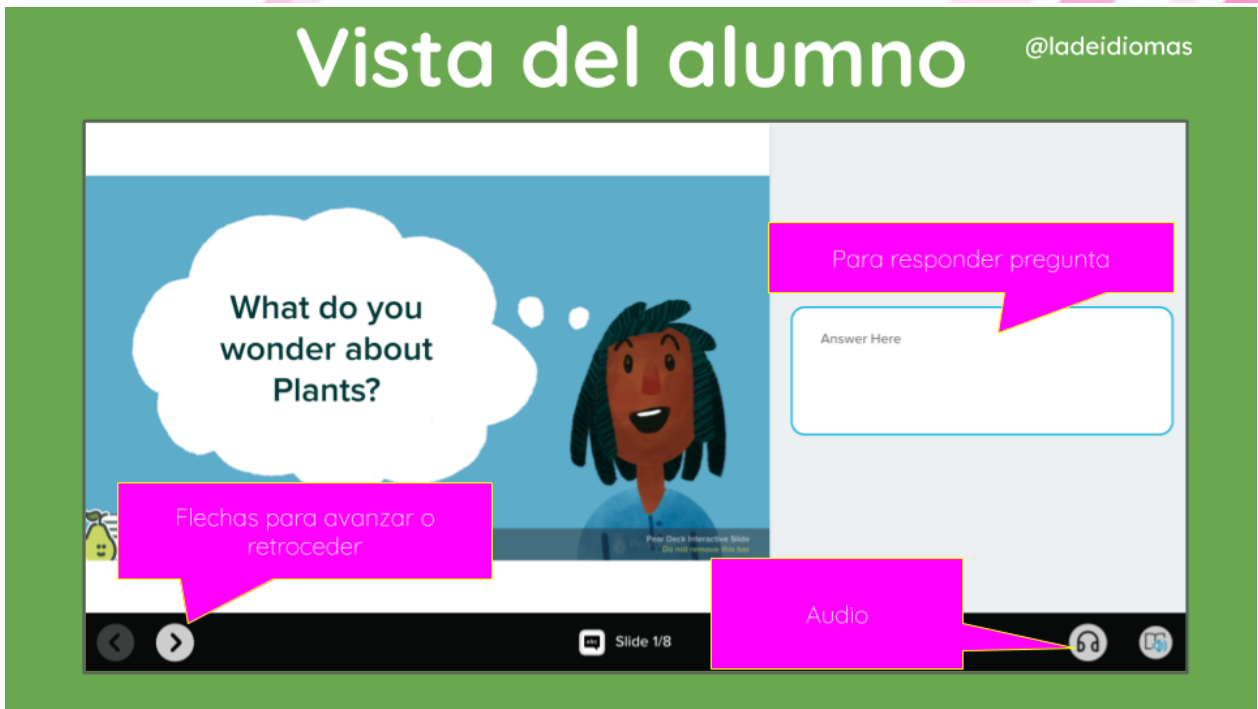 Vista del alumno
@ladeidiomas
Para responder pregunta
What do you
wonder about
Plants?
Answer Here
Flechas para avanzar o
retroceder
Pear Deck Interactive Slide
Do not remove this bar
Audio
abc
Slide 1/8